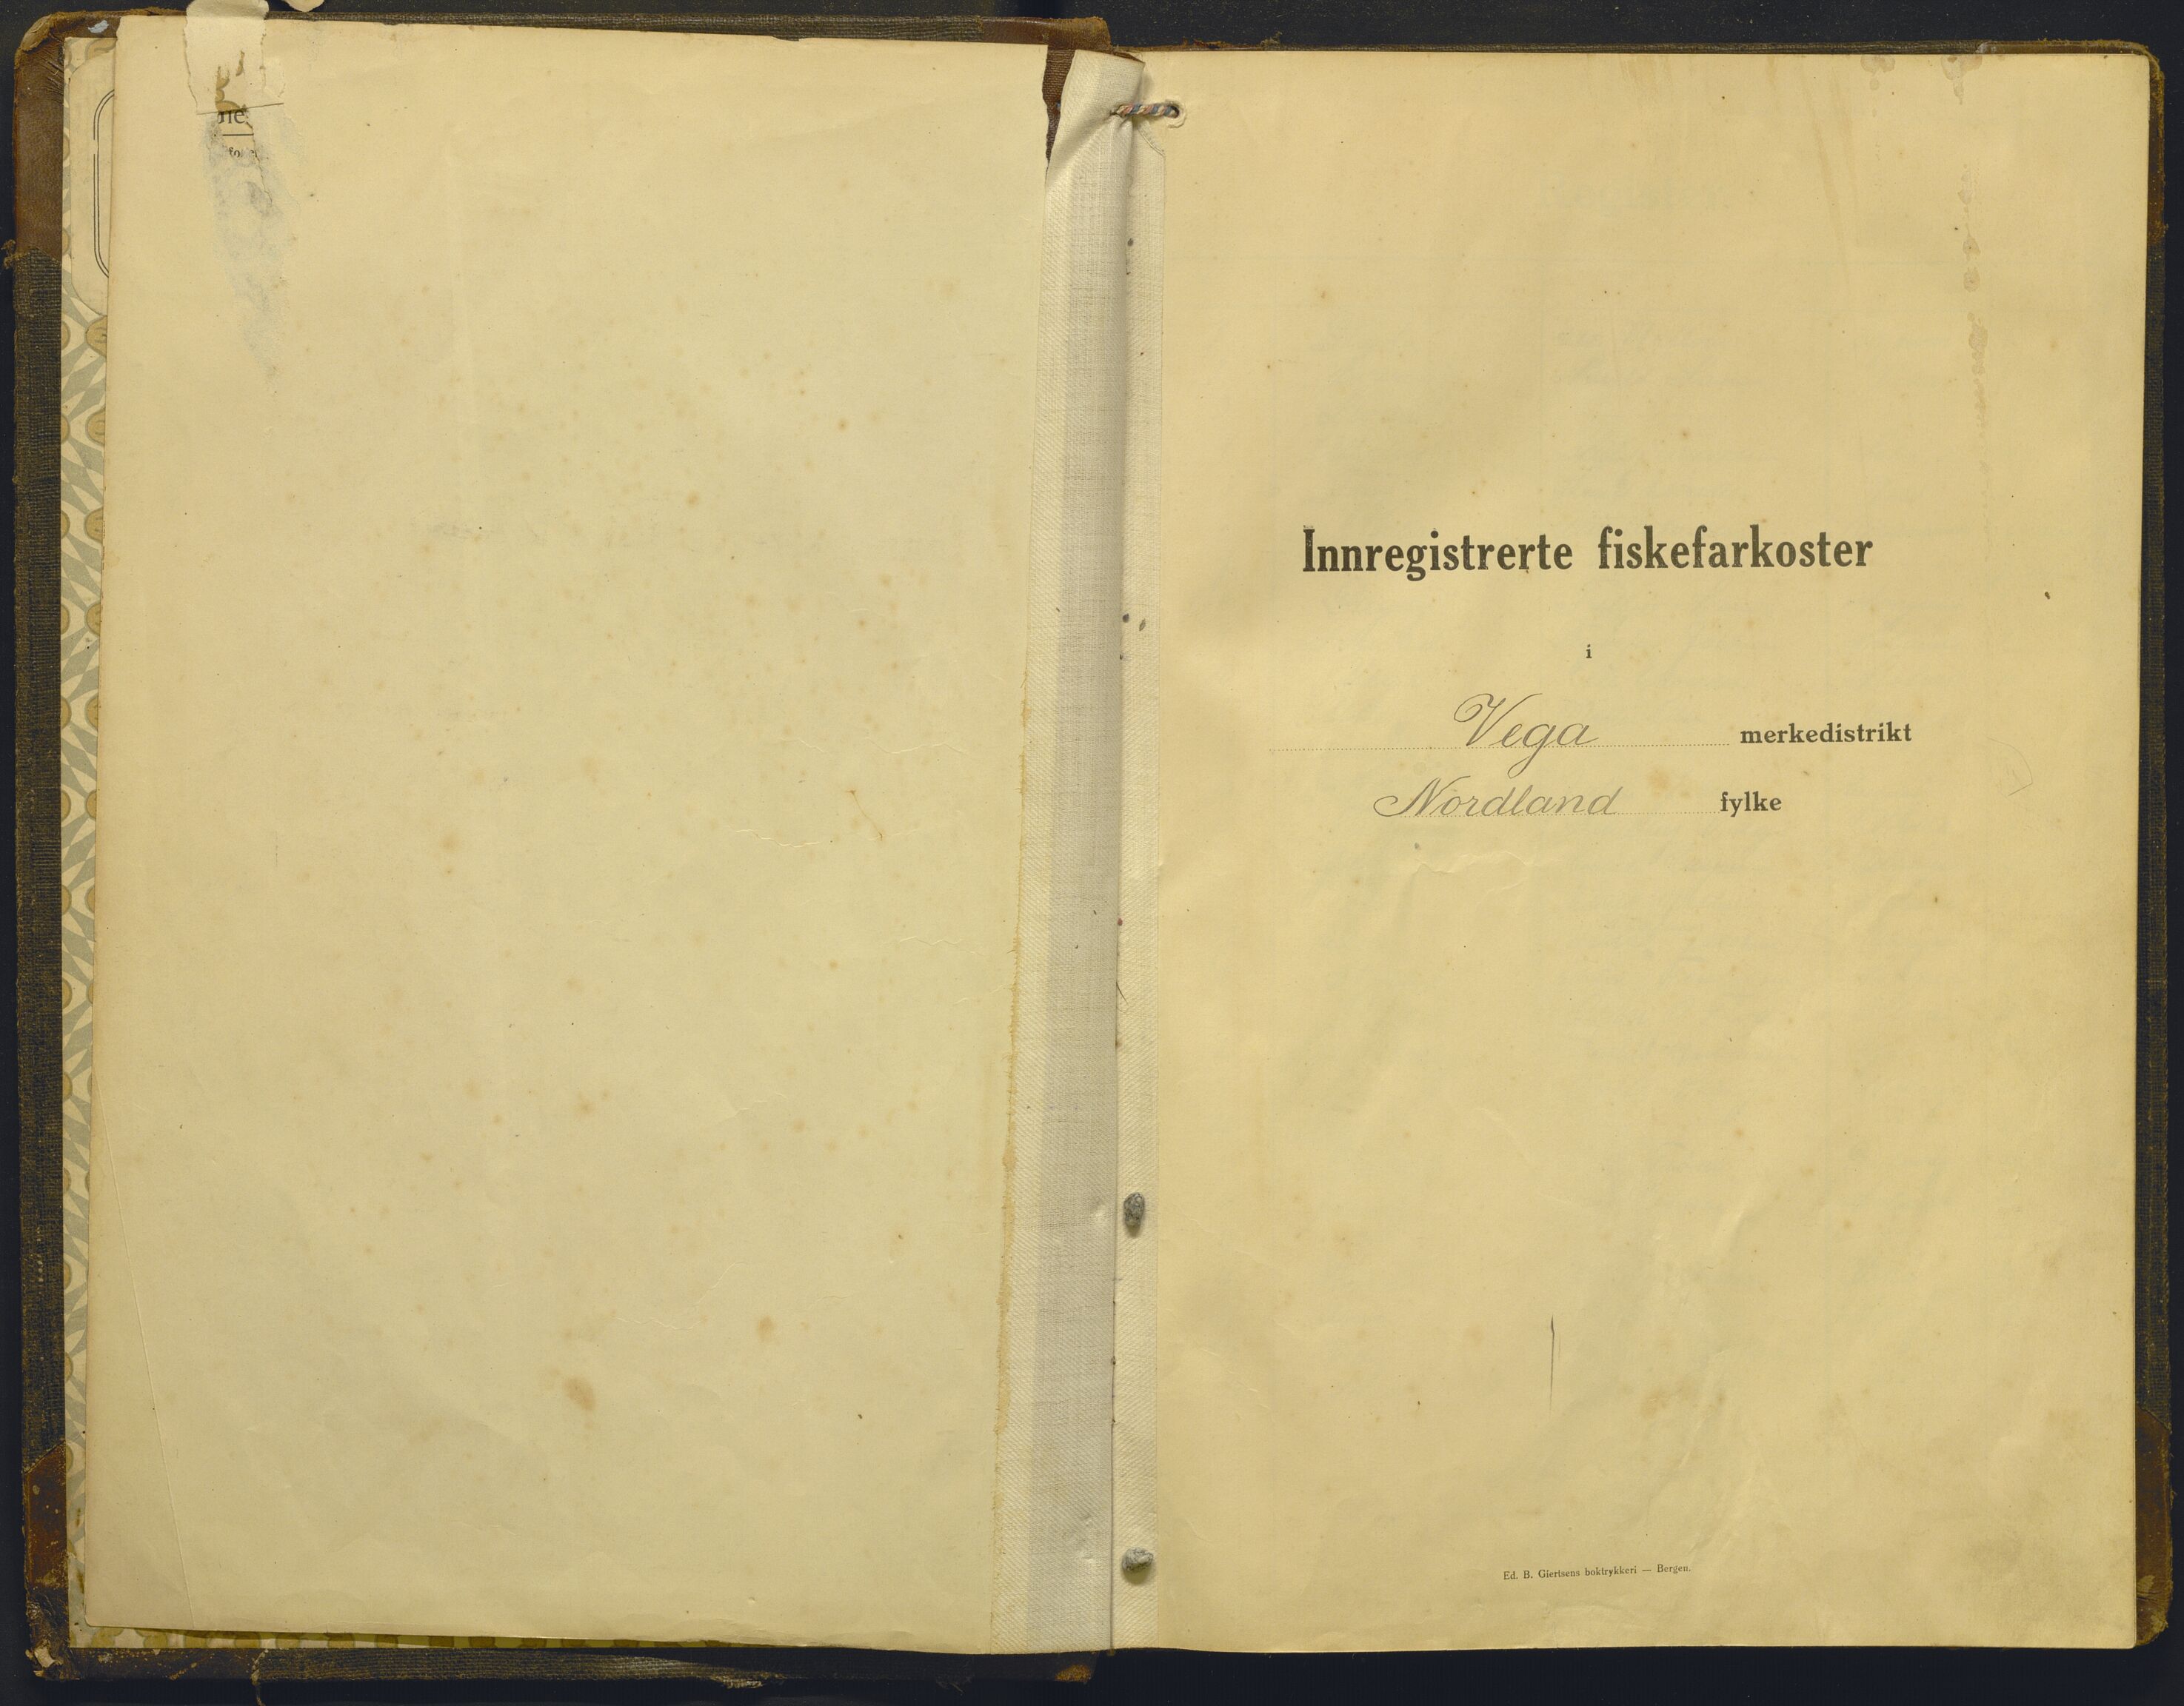 Innregistrerte fiskefarkoster
i
Vega merkedistrikt
Nordland fylke
Ed. B. Giertsens boktrykkeri — Bergen.